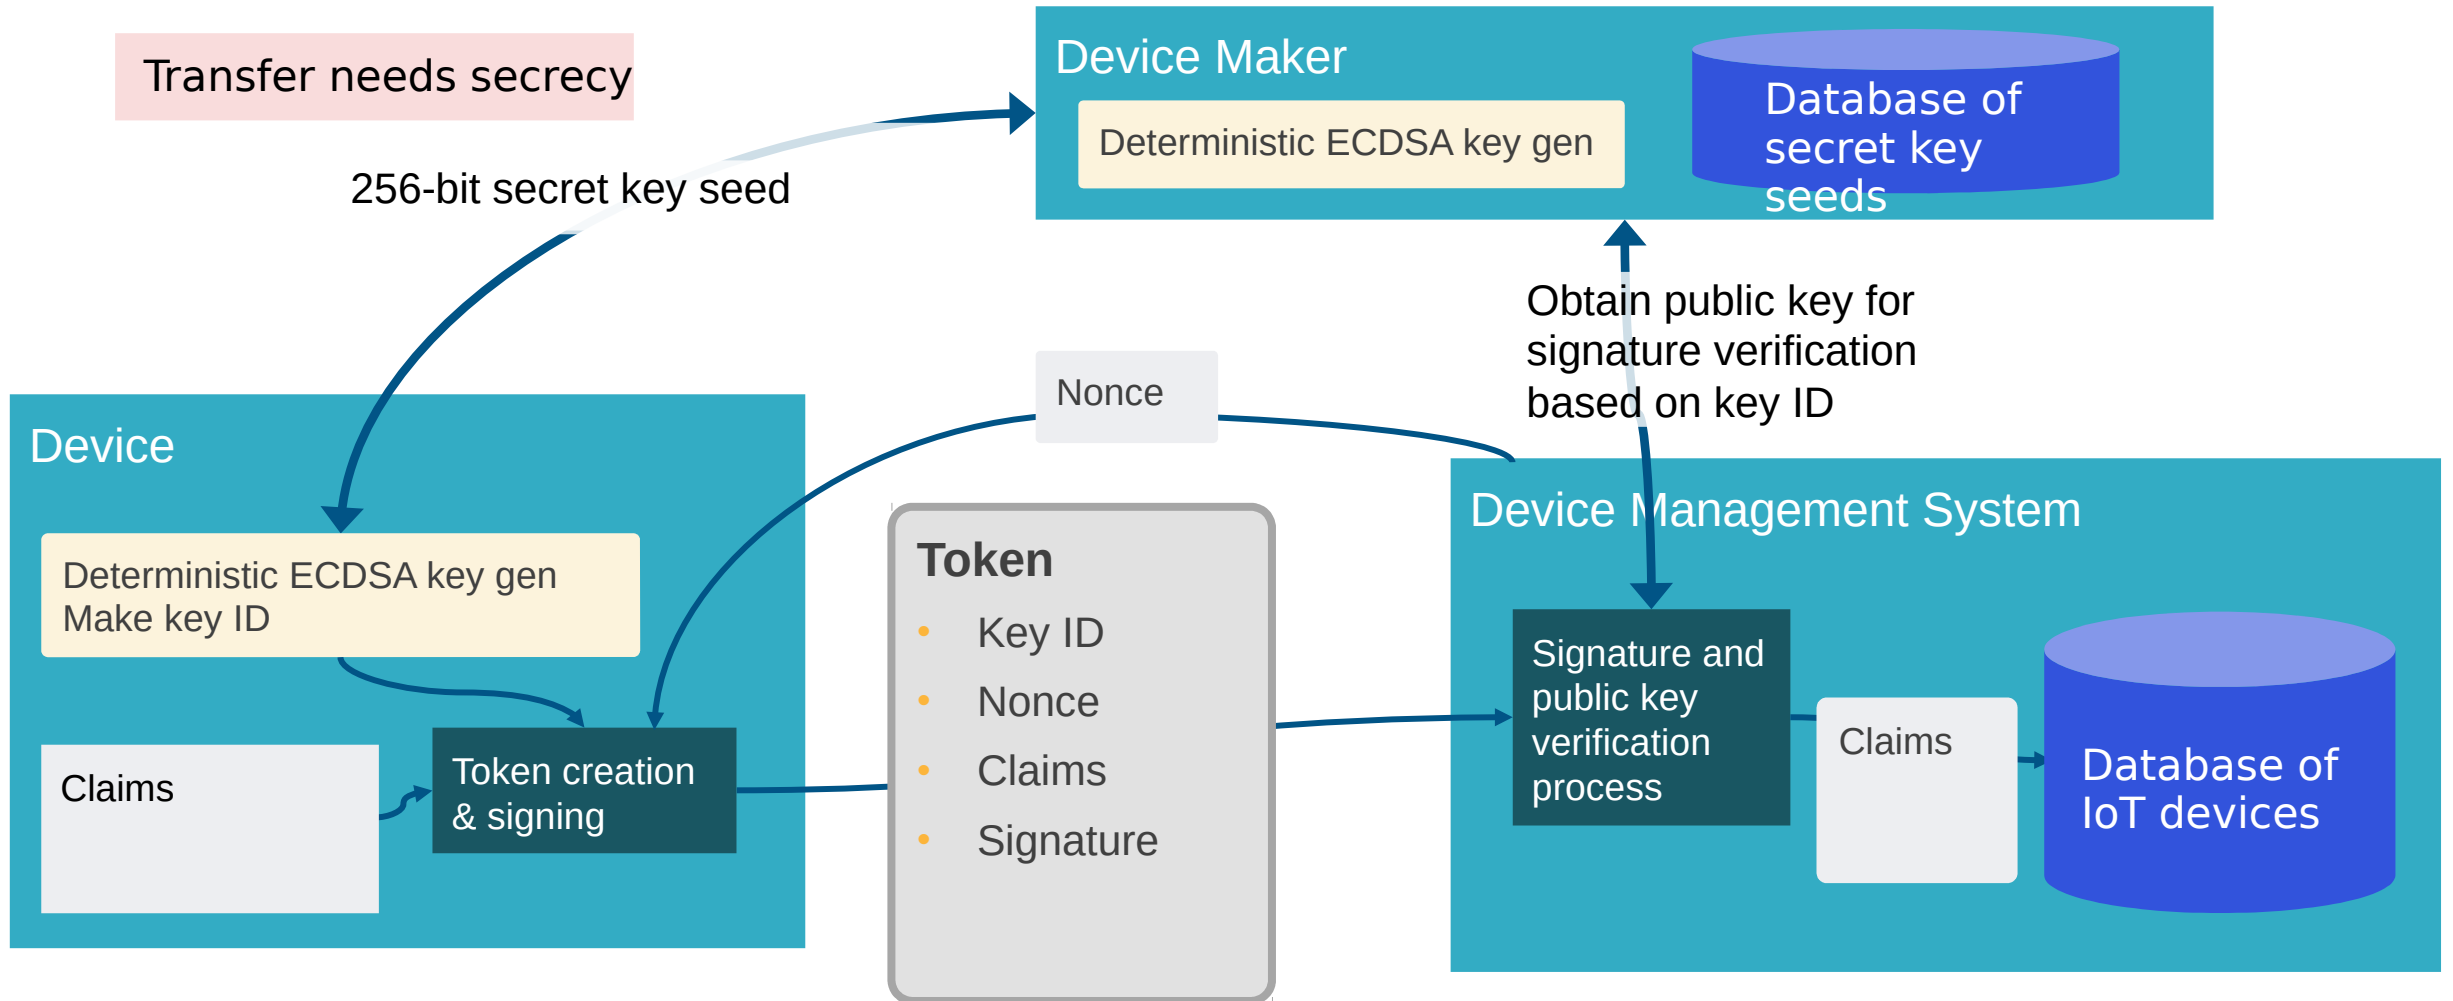 Transfer needs secrecy
Device Maker
Deterministic ECDSA key gen
Database of
secret key
seeds
256-bit secret key seed
Obtain public key for
signature verification
based on key ID
Nonce
Device
Deterministic ECDSA key gen
Make key ID
Claims
Token creation
& signing
Token
• Key ID
• Nonce
• Claims
• Signature
Device Management System
Signature and
public key
verification
process
Claims
Database of
IoT devices